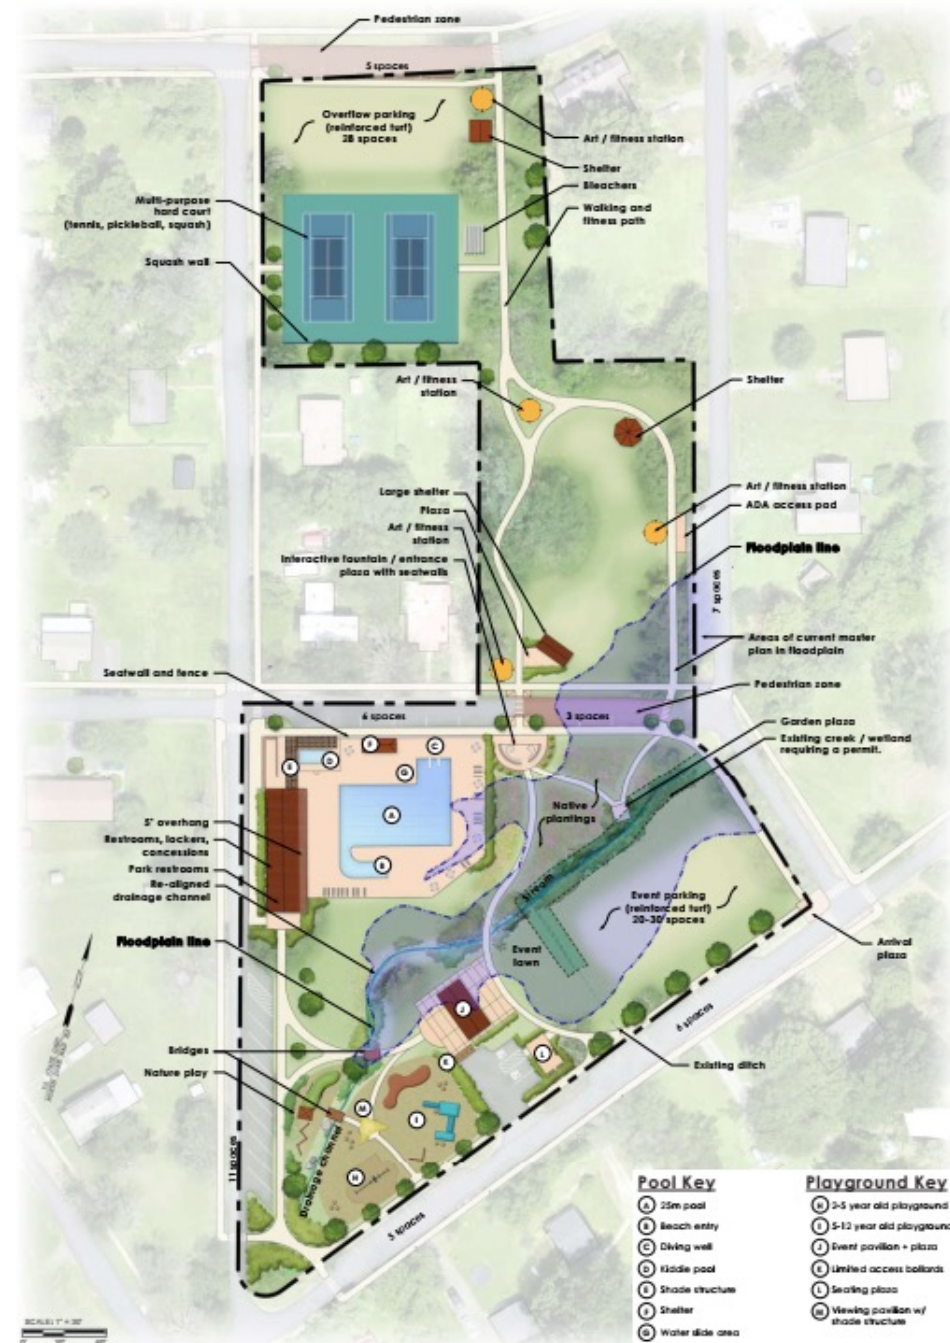 Pedestrian zone
5 spaces
Overflow parking
(reinforced turf)
28 spaces
Art / fitness station
Shelter
Bleachers
Walking and
fitness path
Multi-purpose
hard court
(tennis, pickleball, squash)
Squash wall
Art / fitness
station
Shelter
Large shelter
Plaza
Art / fitness
station
Interactive fountain / entrance
plaza with seatwalls
Art / fitness station
ADA access pad
Floodplain line
7 spaces
Areas of current master
plan in floodplain
Pedestrian zone
Seatwall and fence
6 spaces
3 spaces
Garden plaza
Existing creek / wetland
requiring a permit.
F
C
E
D
G
A
B
Native
plantings
5' overhang
Restrooms, lockers,
concessions
Park restrooms
Re-aligned
drainage channel
Stream
Event parking
(reinforced turf)
20-30 spaces
Floodplain line
Event
lawn
Arrival
plaza
J
6 spaces
L
K
Existing ditch
Bridges
Nature play
M
I
H
Drainage channel
11 spaces
5 spaces
Pool Key
A 25m pool
B Beach entry
C Diving well
D Kiddie pool
E Shade structure
F Shelter
G Water slide area
Playground Key
H 2-5 year old playground
I 5-12 year old playground
J Event pavilion + plaza
K Limited access bollards
L Seating plaza
M Viewing pavilion w/
shade structure